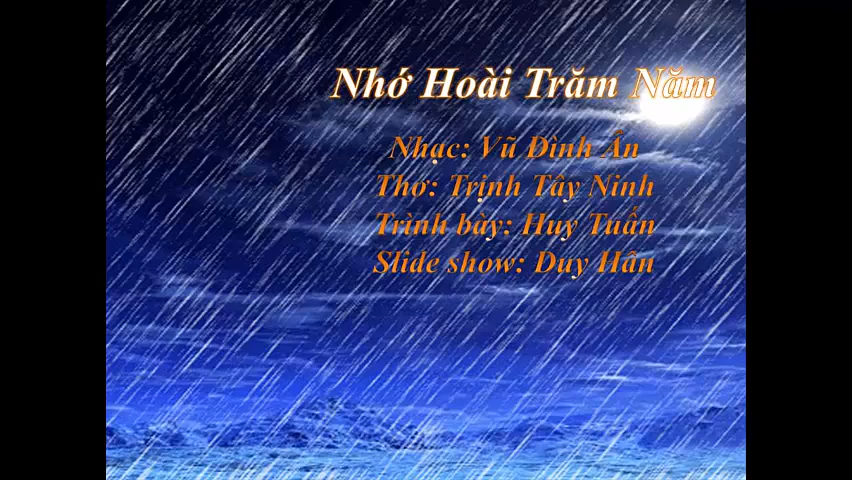 Nhớ Hoài Trăm Năm
Nhạc: Vũ Đình Ân
Thơ: Trịnh Tây Ninh
Trình bày: Huy Tuấn
Slide show: Duy Hân